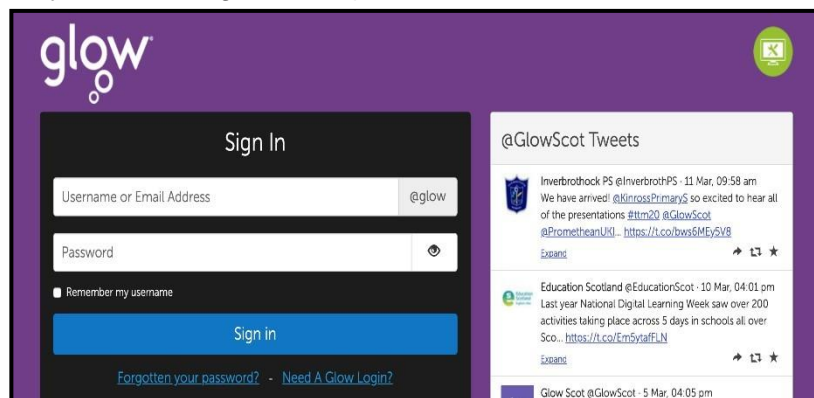 glow
Sign In
Username or Email Address
@glow
Password
Remember my username
Sign in
Forgotten your password? - Need A Glow Login?
@GlowScot Tweets
Inverbrothock PS @InverbrothPS · 11 Mar, 09:58 am
We have arrived! @KinrossPrimaryS so excited to hear all
of the presentations #ttm20 @GlowScot
@PrometheanUKI... https://t.co/bws6MEy5V8
Expand
Education Scotland @EducationScot · 10 Mar, 04:01 pm
Last year National Digital Learning Week saw over 200
activities taking place across 5 days in schools all over
Sco... https://t.co/Em5ytafFLN
Expand
Glow Scot @GlowScot · 5 Mar, 04:05 pm